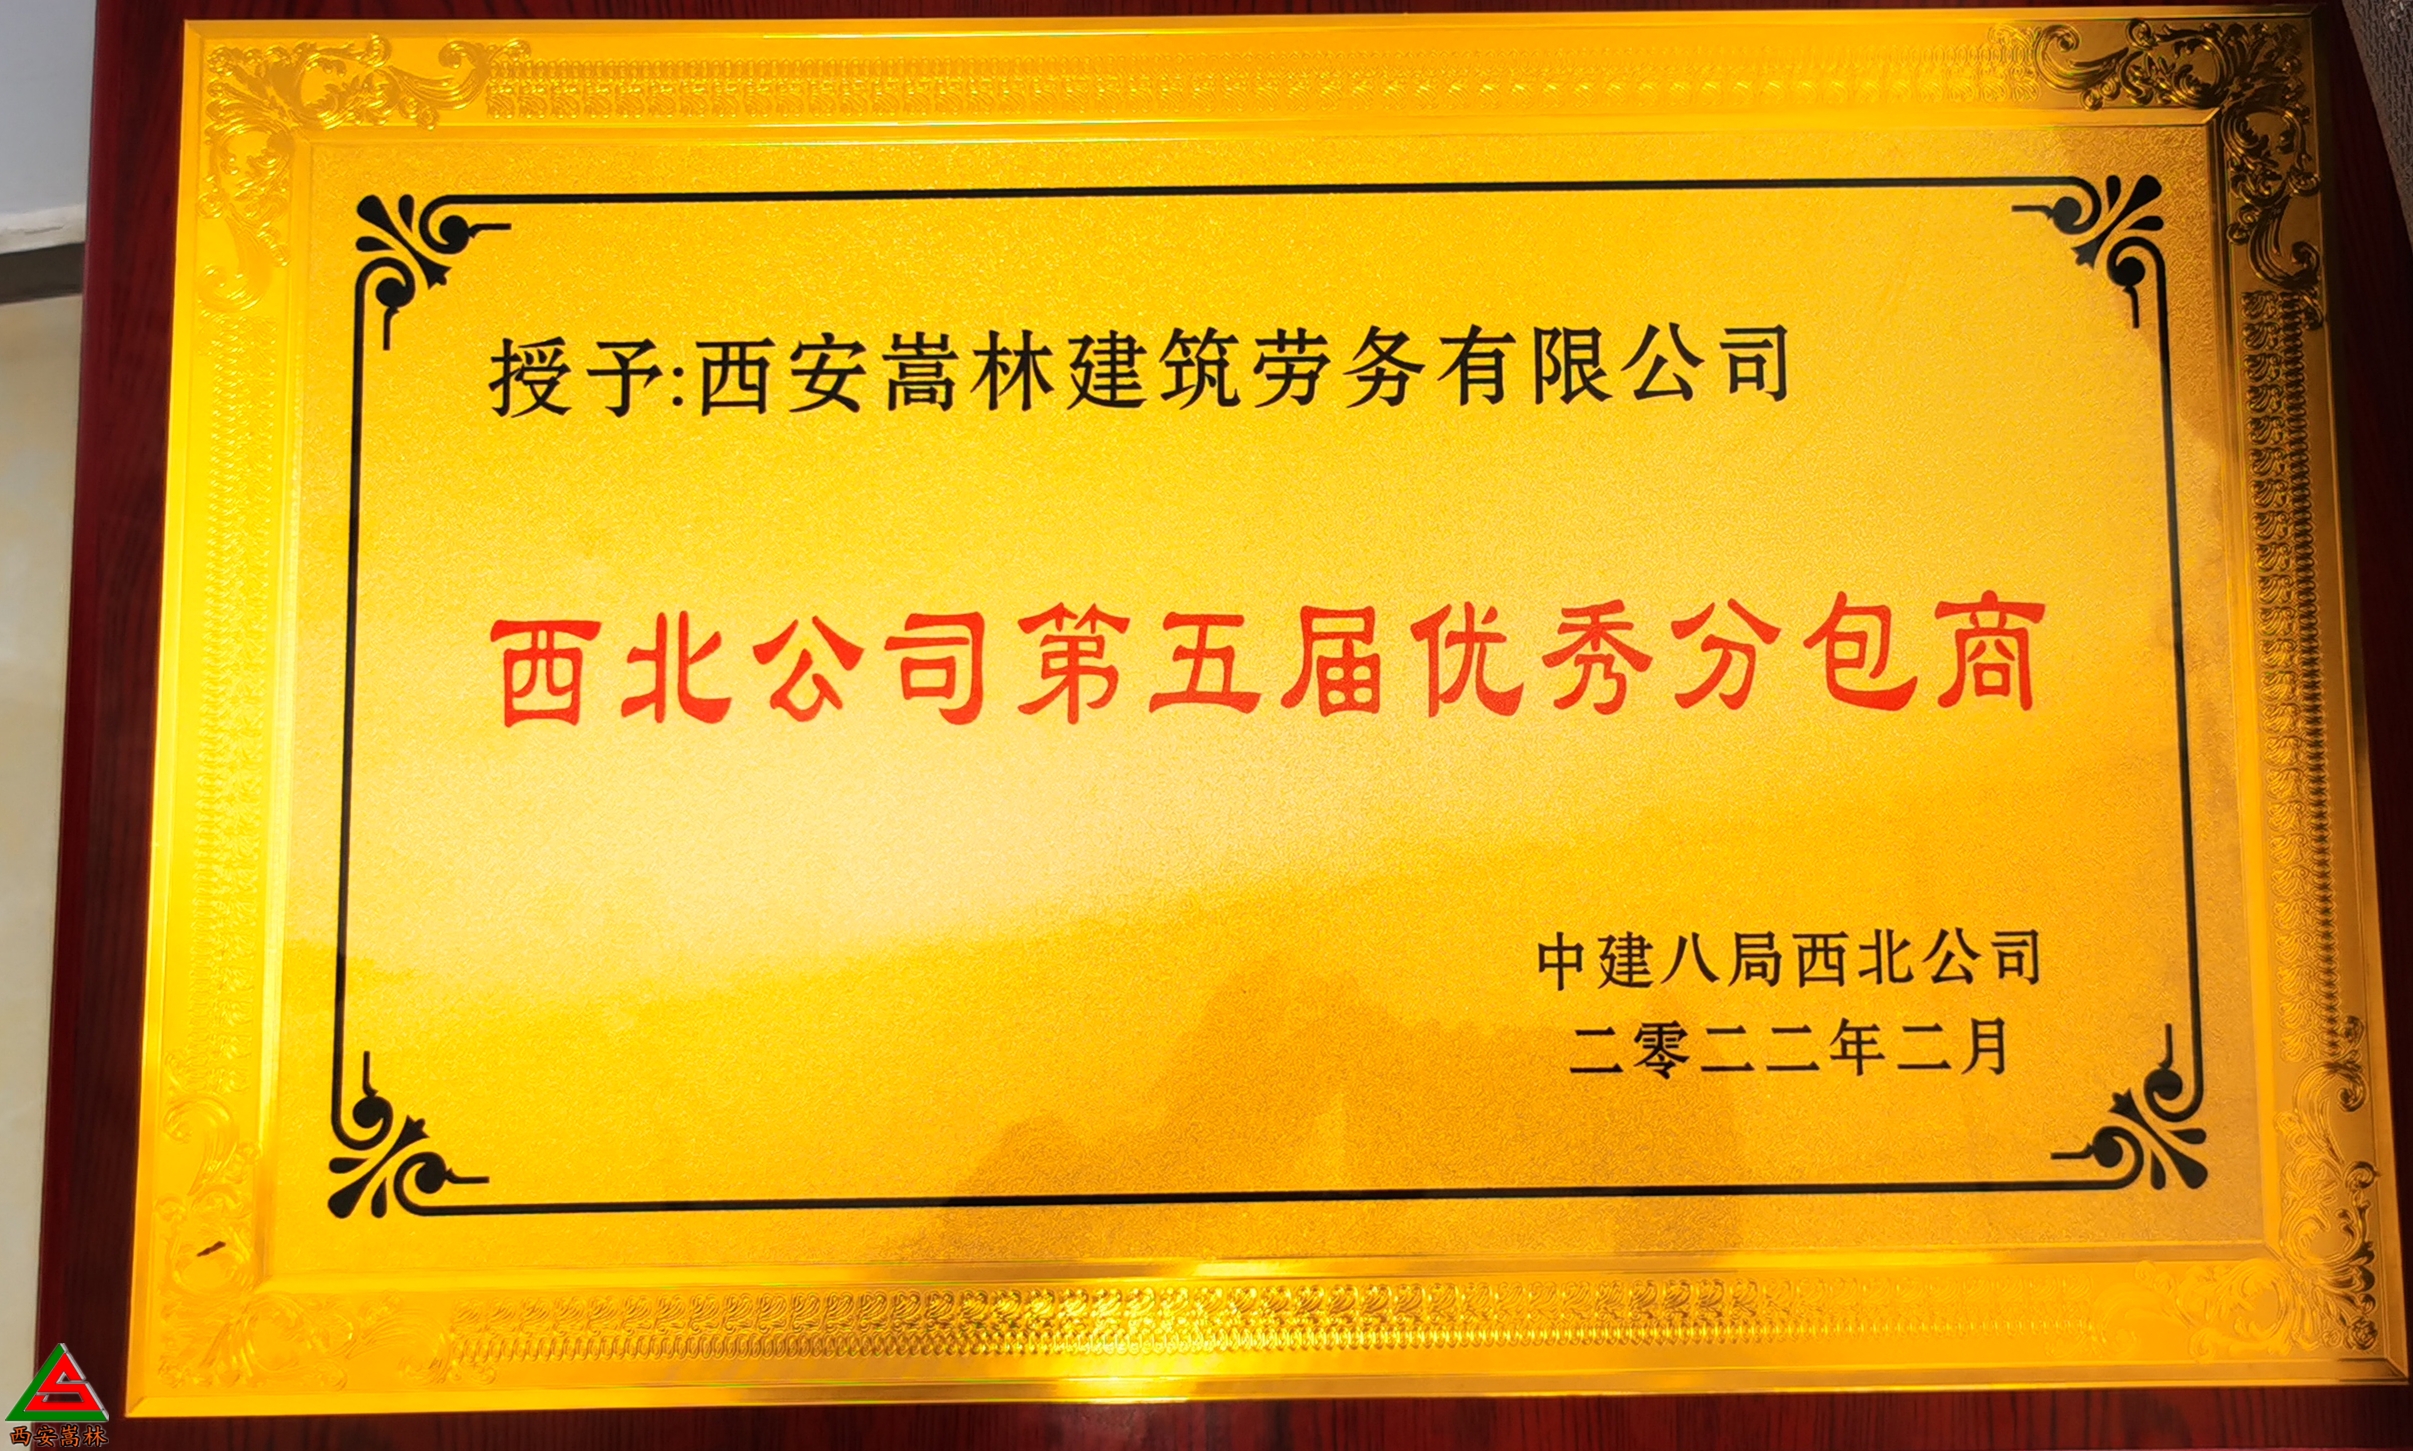 授予:西安嵩林建筑劳务有限公司
西北公司第五届优秀分包商
中建八局西北公司
二零二二年二月
西安嵩林